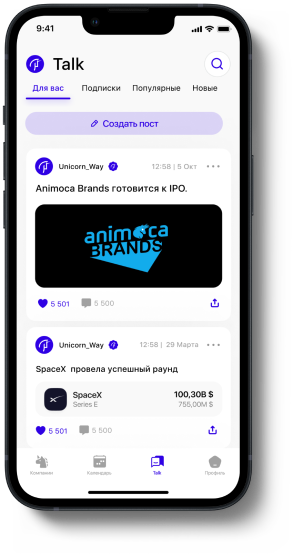 9:41
Talk
Для вас Подписки Популярные Новые
Создать пост
Unicorn_Way 12:58 | 5 Окт
Animoca Brands готовится к IPO.
animoca
BRANDS
5 501 5 500
Unicorn_Way 12:58 | 29 Марта
SpaceX провела успешный раунд
SpaceX 100,30B $
Series E 755,00M $
5 501 5 500
Компании Календарь Talk Профиль